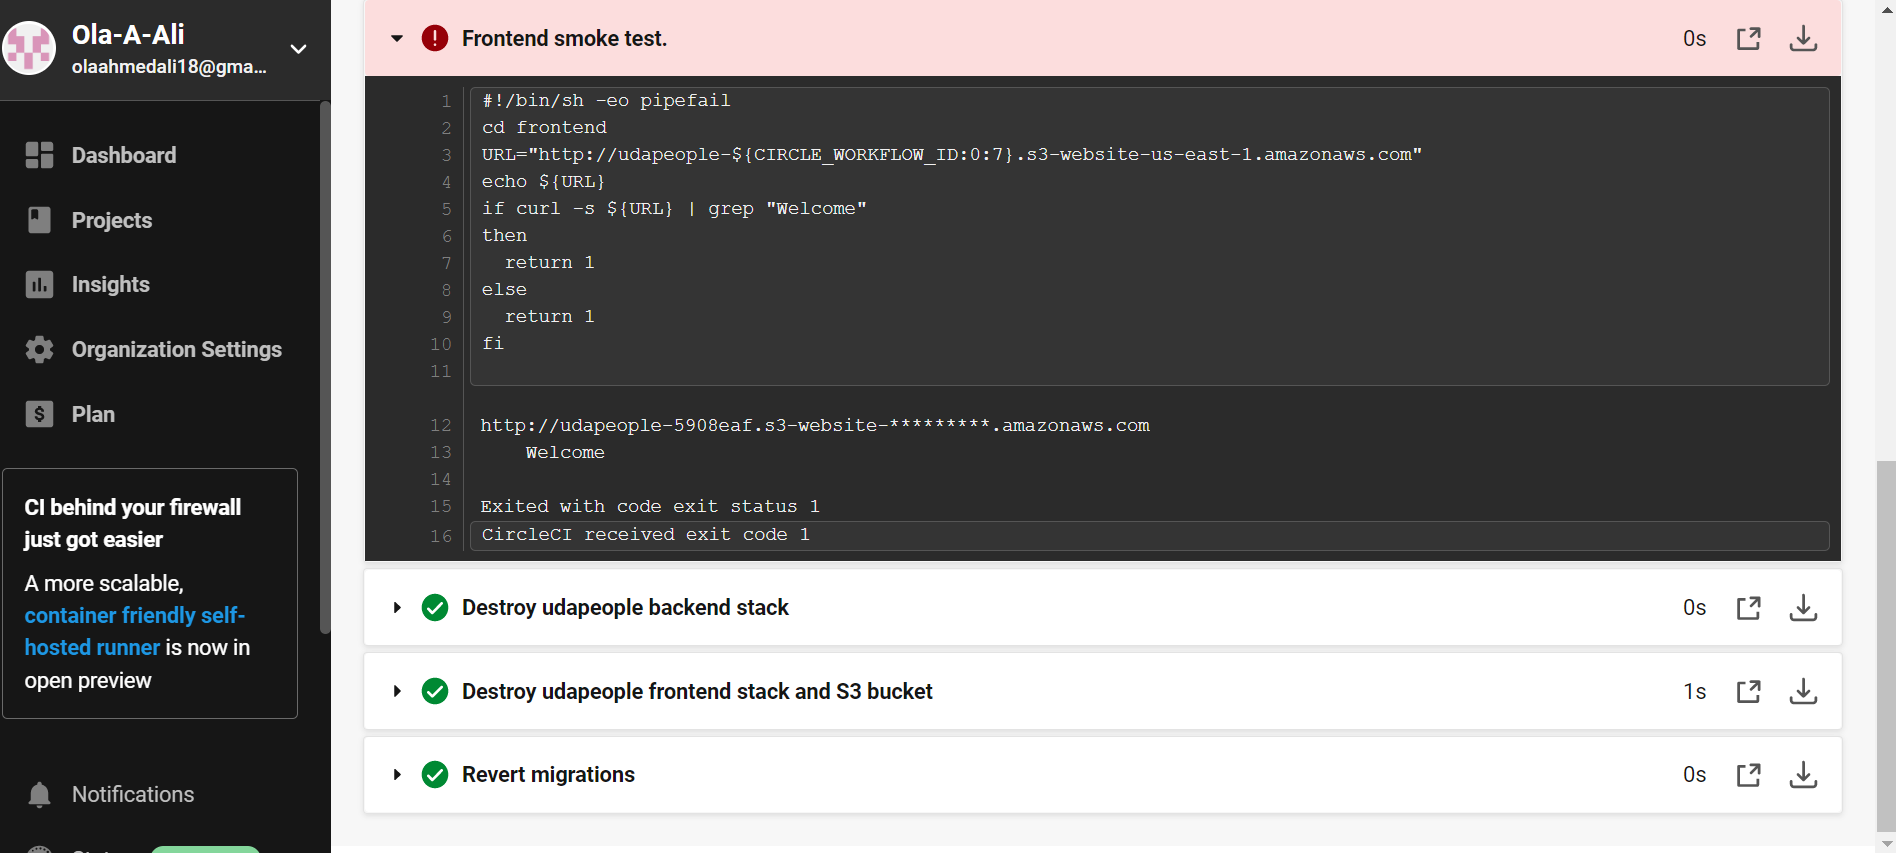 Ola-A-Ali
olaahmedali18@gma...
Dashboard
Projects
Insights
Organization Settings
Plan
CI behind your firewall
just got easier
A more scalable,
container friendly self-
hosted runner is now in
open preview
Notifications
Frontend smoke test.
0s
1 #!/bin/sh -eo pipefail
2 cd frontend
3 URL="http://udapeople-${CIRCLE_WORKFLOW_ID:0:7}.s3-website-us-east-1.amazonaws.com"
4 echo ${URL}
5 if curl -s ${URL} | grep "Welcome"
6 then
7   return 1
8 else
9   return 1
10 fi
11
12 http://udapeople-5908eaf.s3-website-*********.amazonaws.com
13     Welcome
14
15 Exited with code exit status 1
16 CircleCI received exit code 1
Destroy udapeople backend stack
0s
Destroy udapeople frontend stack and S3 bucket
1s
Revert migrations
0s